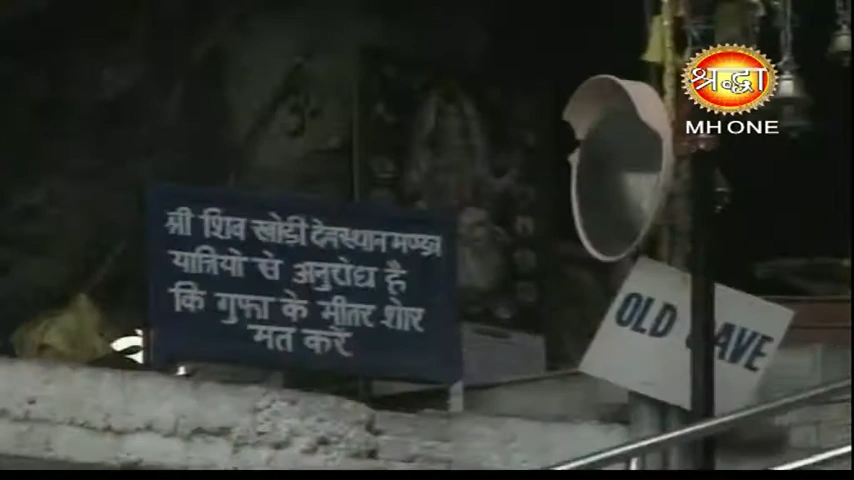 श्रद्धा
MH ONE
श्री शिव खोड़ी देवस्थान मण्डल
यात्रियो से अनुरोध है
कि गुफा के भीतर शोर
मत करें
OLD AVE